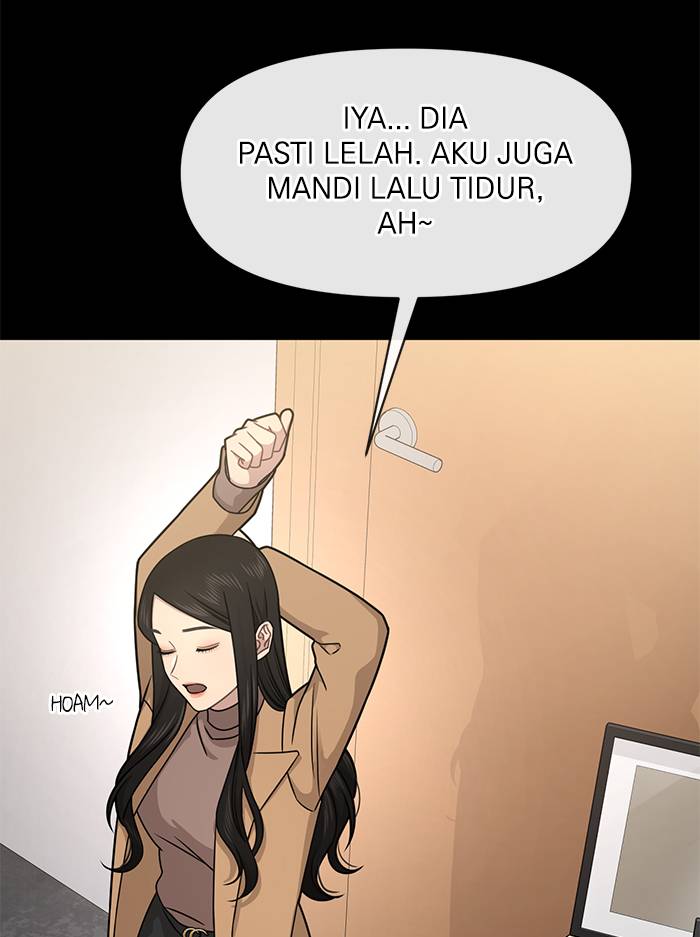 IYA... DIA
PASTI LELAH. AKU JUGA
MANDI LALU TIDUR,
AH~
HOAM~